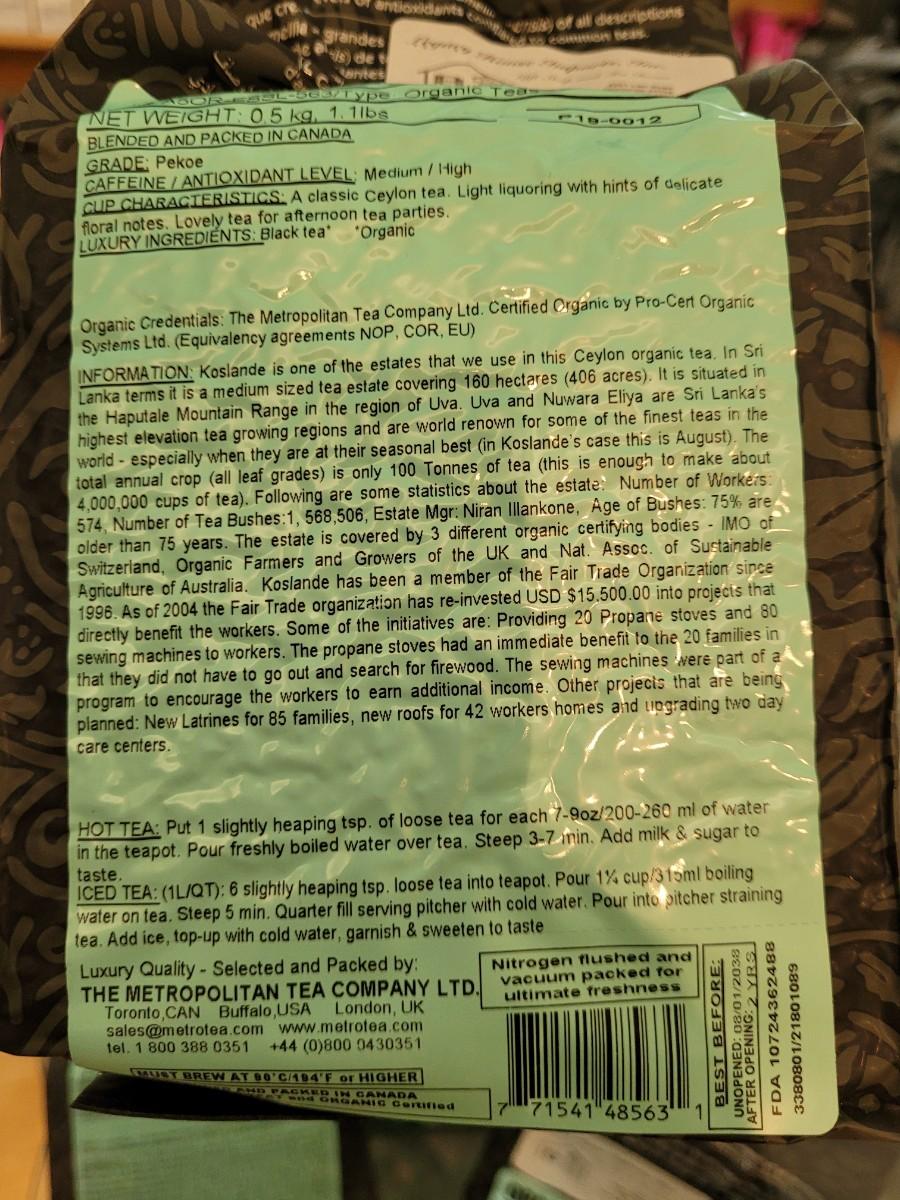 of antioxidants
of all descriptions
grandes
common teas.
Type: Organic Teas
NET WEIGHT: 0.5 kg, 1.1lbs
P19-0012
BLENDED AND PACKED IN CANADA
GRADE: Pekoe
CAFFEINE / ANTIOXIDANT LEVEL: Medium / High
CUP CHARACTERISTICS: A classic Ceylon tea. Light liquoring with hints of delicate
floral notes. Lovely tea for afternoon tea parties.
LUXURY INGREDIENTS: Black tea* *Organic
Organic Credentials: The Metropolitan Tea Company Ltd. Certified Organic by Pro-Cert Organic
Systems Ltd. (Equivalency agreements NOP, COR, EU)
INFORMATION: Koslande is one of the estates that we use in this Ceylon organic tea. In Sri
Lanka terms it is a medium sized tea estate covering 160 hectares (406 acres). It is situated in
the Haputale Mountain Range in the region of Uva. Uva and Nuwara Eliya are Sri Lanka's
highest elevation tea growing regions and are world renown for some of the finest teas in the
world - especially when they are at their seasonal best (in Koslande's case this is August). The
total annual crop (all leaf grades) is only 100 Tonnes of tea (this is enough to make about
4,000,000 cups of tea). Following are some statistics about the estate: Number of Workers:
574, Number of Tea Bushes:1, 568,506, Estate Mgr: Niran Illankone, Age of Bushes: 75% are
older than 75 years. The estate is covered by 3 different organic certifying bodies - IMO of
Switzerland, Organic Farmers and Growers of the UK and Nat. Assoc. of Sustainable
Agriculture of Australia. Koslande has been a member of the Fair Trade Organization since
1996. As of 2004 the Fair Trade organization has re-invested USD $15.500.00 into projects that
directly benefit the workers. Some of the initiatives are: Providing 20 Propane stoves and 80
sewing machines to workers. The propane stoves had an immediate benefit to the 20 families in
that they did not have to go out and search for firewood. The sewing machines were part of a
program to encourage the workers to earn additional income. Other projects that are being
planned: New Latrines for 85 families, new roofs for 42 workers homes and upgrading two day
care centers.
HOT TEA: Put 1 slightly heaping tsp. of loose tea for each 7-9oz/200-260 ml of water
in the teapot. Pour freshly boiled water over tea. Steep 3-7 min. Add milk & sugar to
taste.
ICED TEA: (1L/QT): 6 slightly heaping tsp. loose tea into teapot. Pour 1¼ cup/315ml boiling
water on tea. Steep 5 min. Quarter fill serving pitcher with cold water. Pour into pitcher straining
tea. Add ice, top-up with cold water, garnish & sweeten to taste
Luxury Quality - Selected and Packed by:
THE METROPOLITAN TEA COMPANY LTD.
Toronto,CAN Buffalo,USA London, UK
sales@metrotea.com www.metrotea.com
tel. 1 800 388 0351 +44 (0)800 0430351
MUST BREW AT 90°C/194°F or HIGHER
AND PACKED IN CANADA
and ORGANIC Certified
Nitrogen flushed and
vacuum packed for
ultimate freshness
7 71541 48563 1
BEST BEFORE:
UNOPENED: 08/01/2038
AFTER OPENING: 2 YRS
FDA 10724362488
3380801/21801089